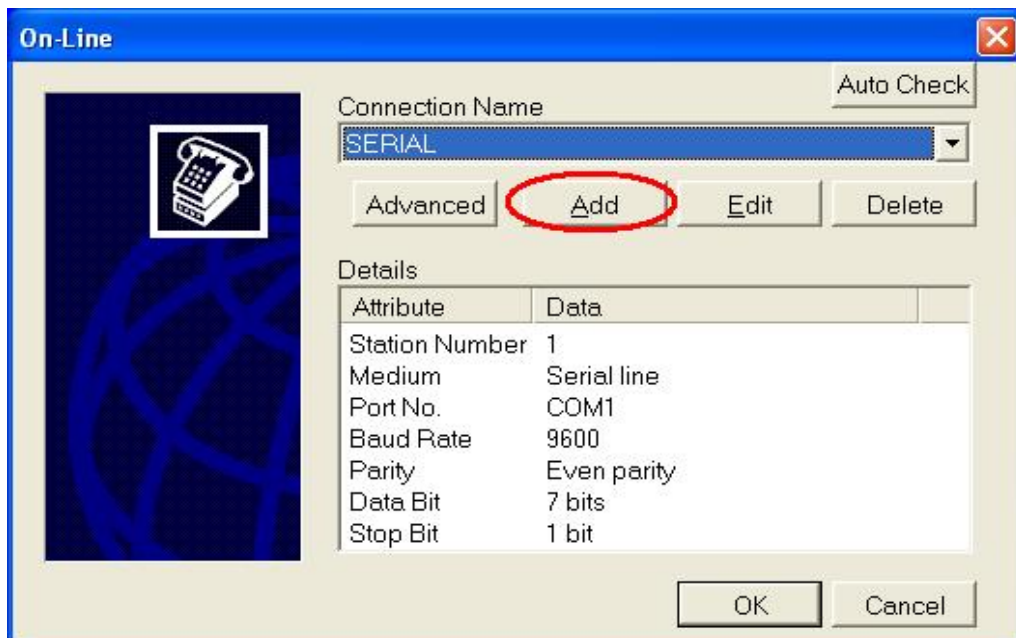 On-Line
Auto Check
Connection Name
SERIAL
Advanced Add Edit Delete
Details
Attribute Data
Station Number 1
Medium Serial line
Port No. COM1
Baud Rate 9600
Parity Even parity
Data Bit 7 bits
Stop Bit 1 bit
OK Cancel